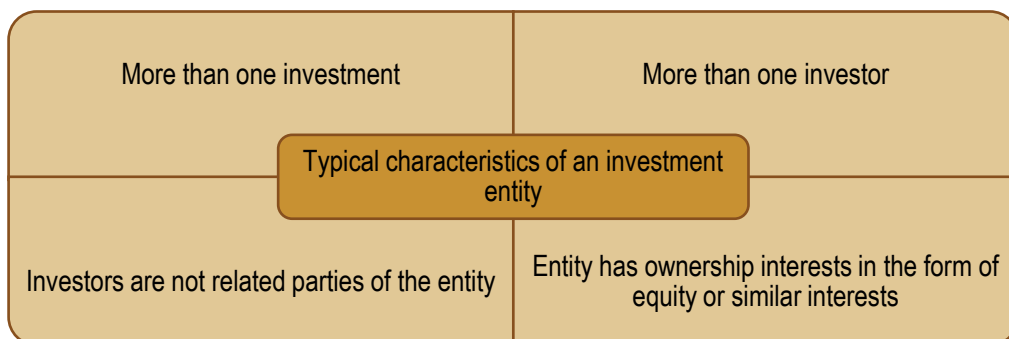 More than one investment
More than one investor
Typical characteristics of an investment
entity
Investors are not related parties of the entity
Entity has ownership interests in the form of
equity or similar interests